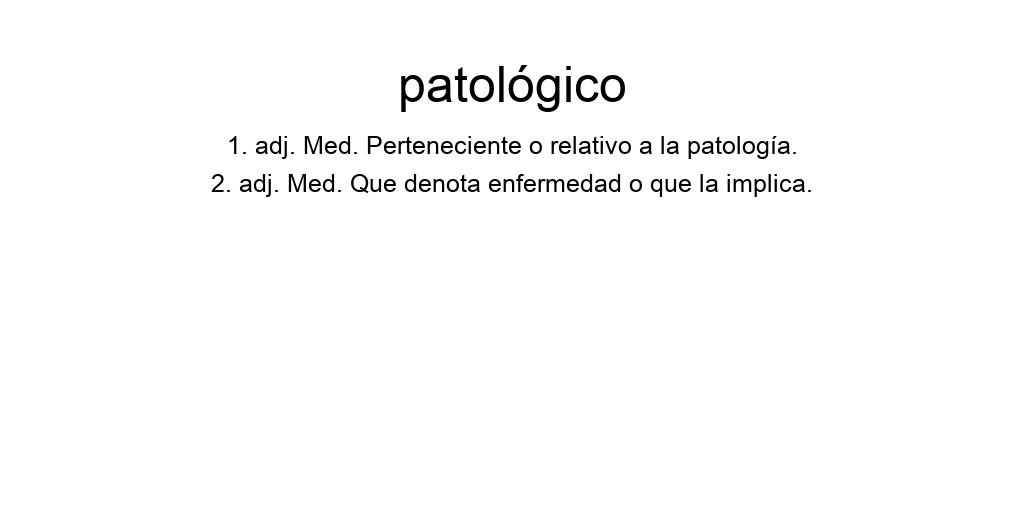 patológico
1. adj. Med. Perteneciente o relativo a la patología.
2. adj. Med. Que denota enfermedad o que la implica.